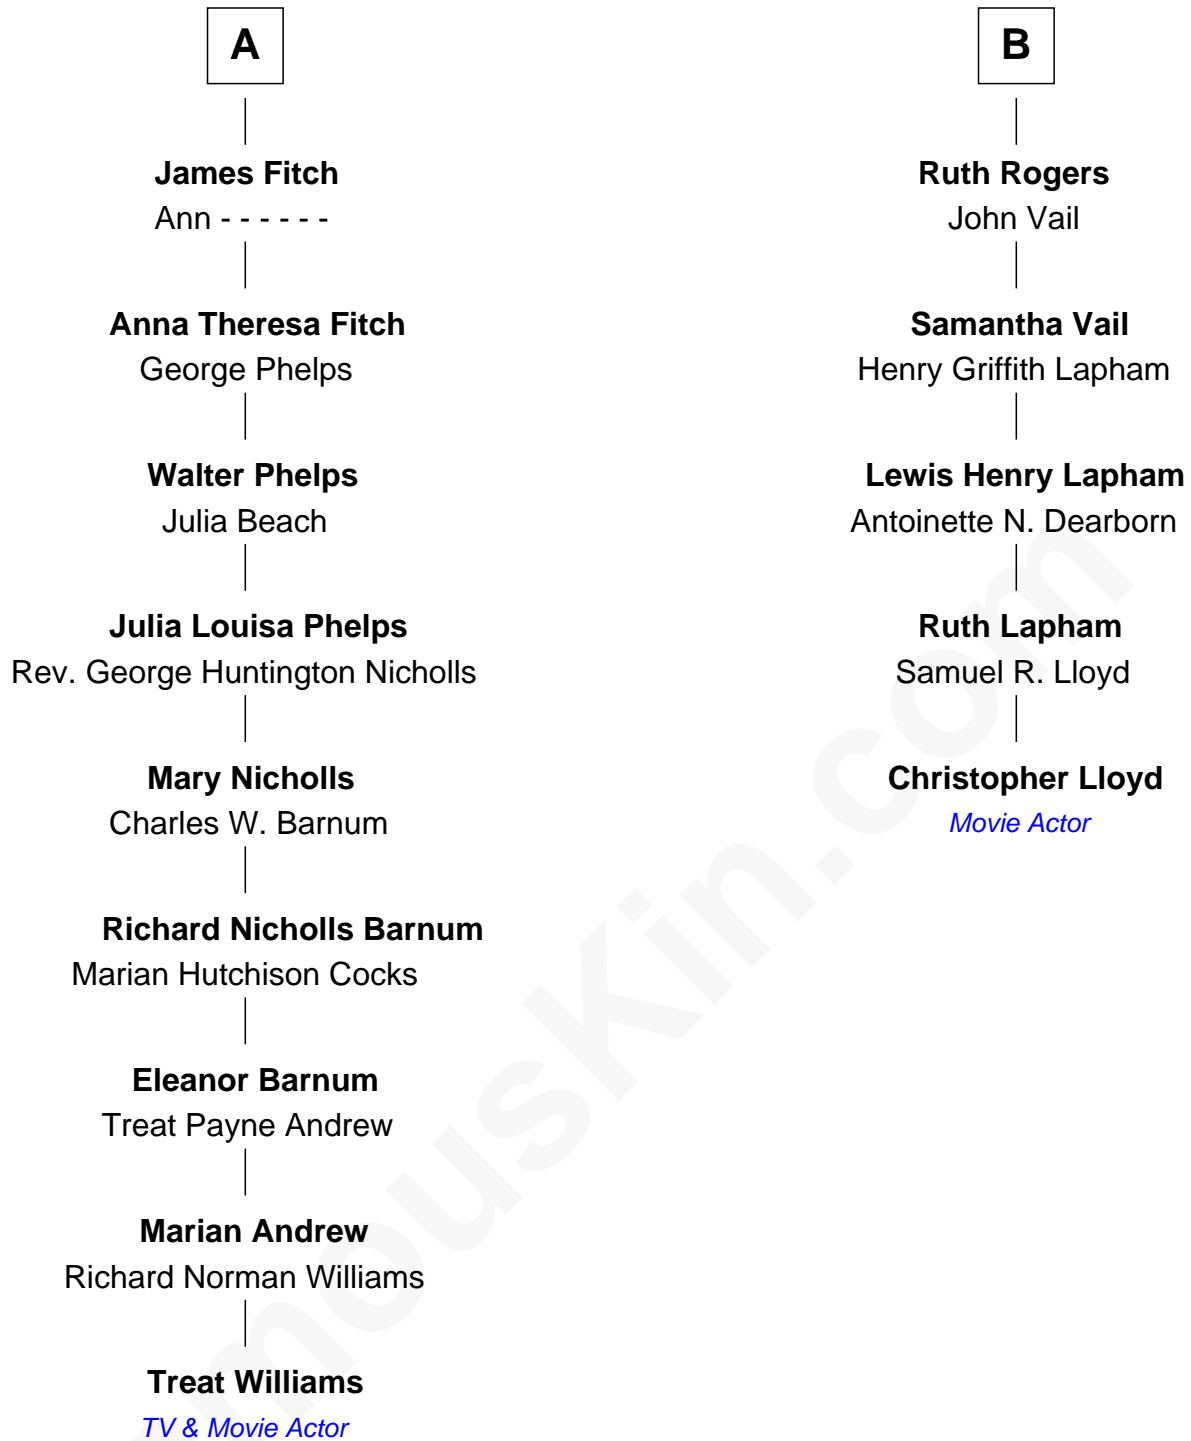 A
James Fitch
Ann - - - - - -
Anna Theresa Fitch
George Phelps
Walter Phelps
Julia Beach
Julia Louisa Phelps
Rev. George Huntington Nicholls
Mary Nicholls
Charles W. Barnum
Richard Nicholls Barnum
Marian Hutchison Cocks
Eleanor Barnum
Treat Payne Andrew
Marian Andrew
Richard Norman Williams
Treat Williams
TV & Movie Actor
B
Ruth Rogers
John Vail
Samantha Vail
Henry Griffith Lapham
Lewis Henry Lapham
Antoinette N. Dearborn
Ruth Lapham
Samuel R. Lloyd
Christopher Lloyd
Movie Actor
mousKin.com